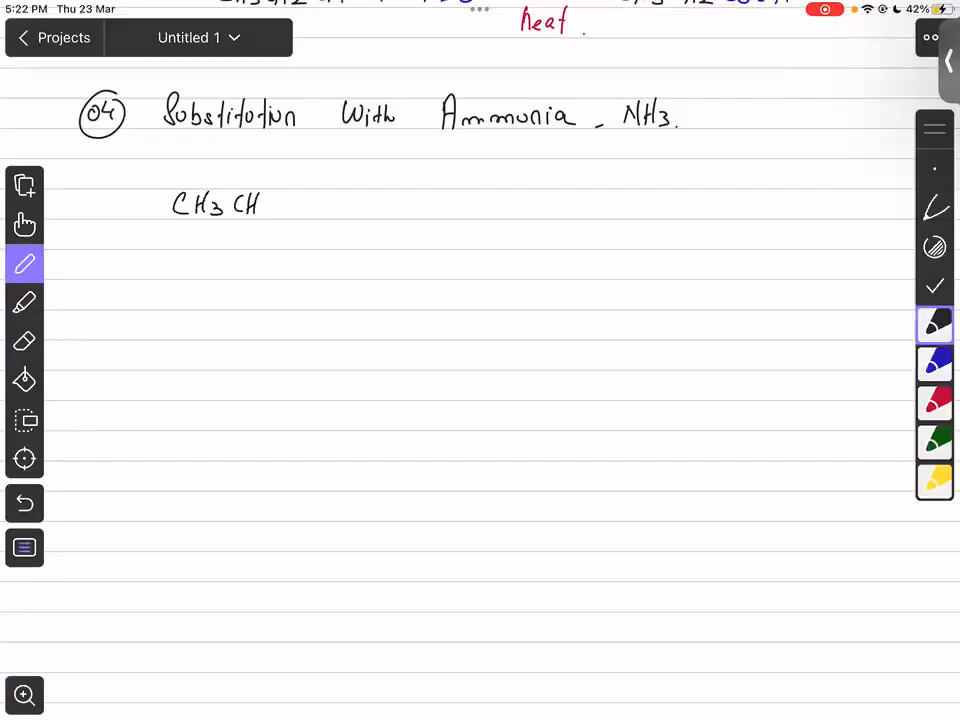 5:22 PM Thu 23 Mar
42%
heat.
Projects
Untitled 1
04 Substitution With Ammonia - NH3.
CH3 CH